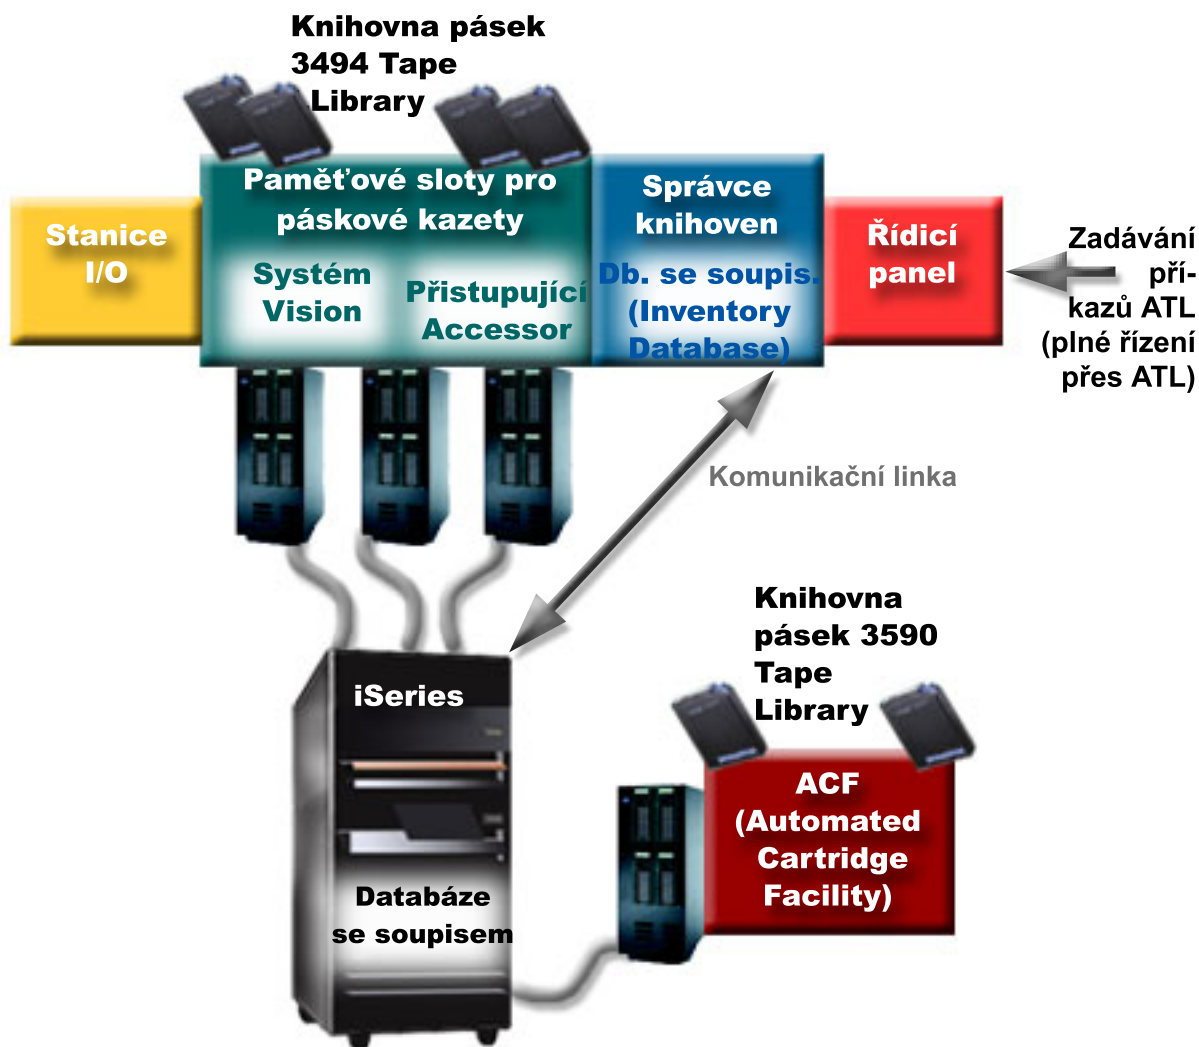 Knihovna pásek
3494 Tape
Library
Paměťové sloty pro
páskové kazety
Správce
knihoven
Stanice
I/O
Řídicí
panel
Zadávání
pří-
kazů ATL
(plné řízení
přes ATL)
Systém
Vision
Přistupující
Accessor
Db. se soupis.
(Inventory
Database)
Komunikační linka
Knihovna
pásek 3590
Tape
Library
iSeries
ACF
(Automated
Cartridge
Facility)
Databáze
se soupisem